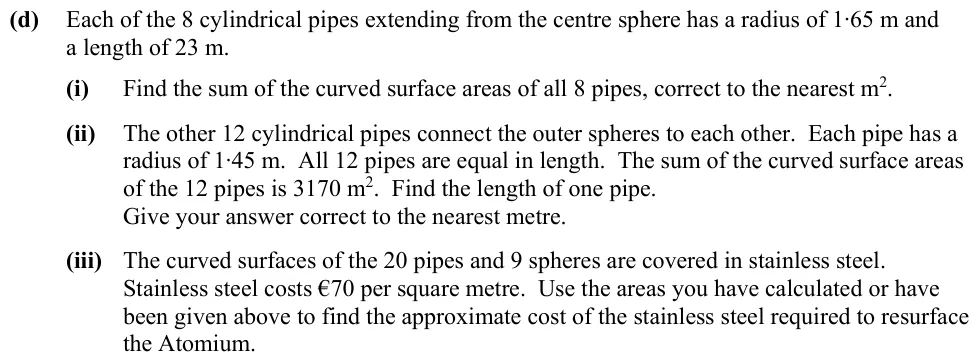 (d) Each of the 8 cylindrical pipes extending from the centre sphere has a radius of 1·65 m and
a length of 23 m.
(i) Find the sum of the curved surface areas of all 8 pipes, correct to the nearest m².
(ii) The other 12 cylindrical pipes connect the outer spheres to each other. Each pipe has a
radius of 1·45 m. All 12 pipes are equal in length. The sum of the curved surface areas
of the 12 pipes is 3170 m². Find the length of one pipe.
Give your answer correct to the nearest metre.
(iii) The curved surfaces of the 20 pipes and 9 spheres are covered in stainless steel.
Stainless steel costs €70 per square metre. Use the areas you have calculated or have
been given above to find the approximate cost of the stainless steel required to resurface
the Atomium.